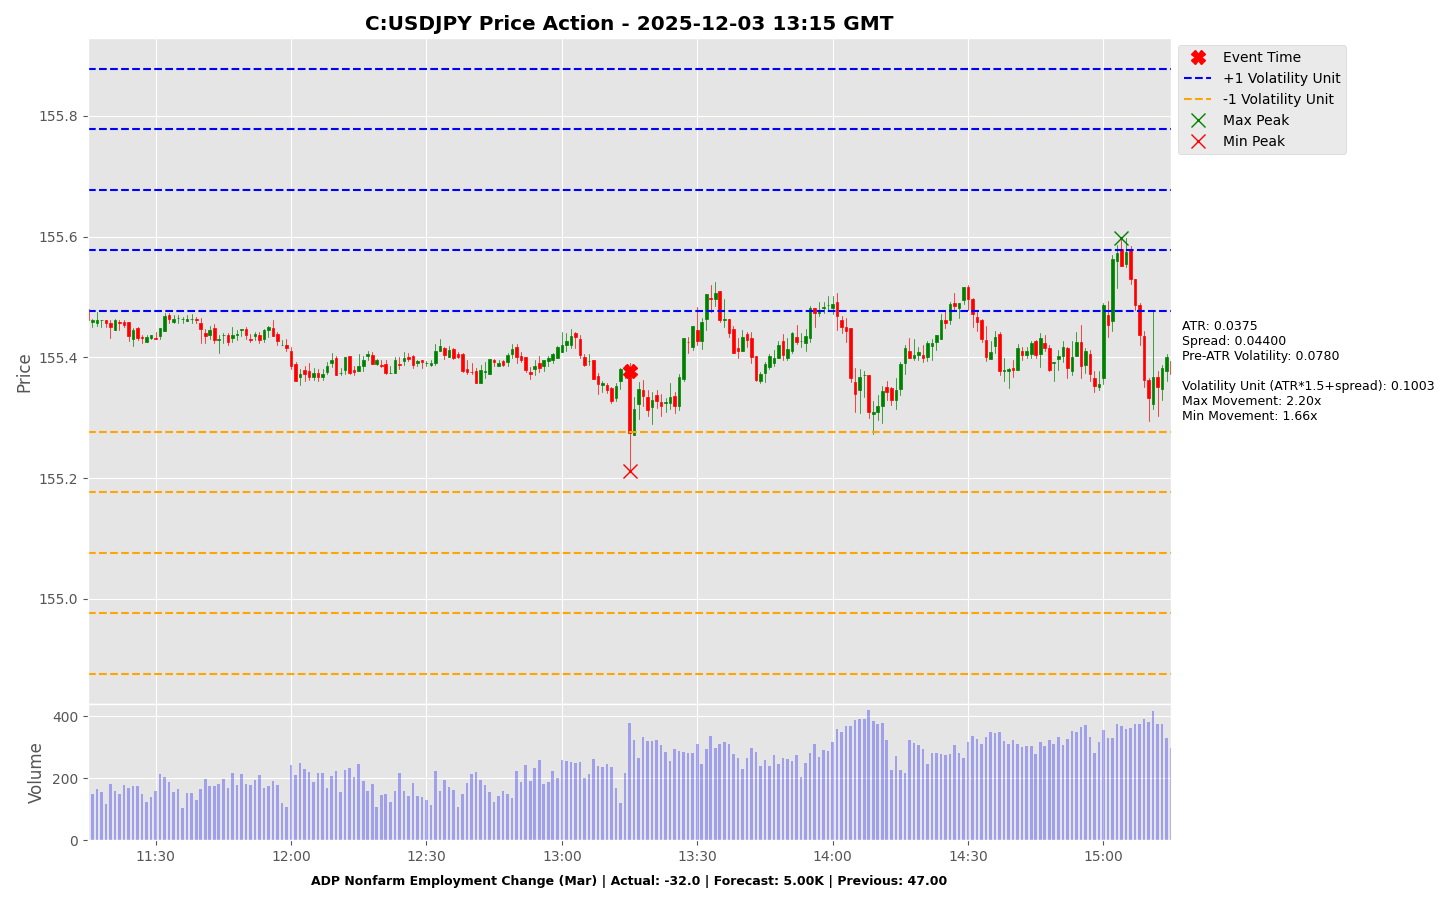 C:USDJPY Price Action - 2025-12-03 13:15 GMT
Event Time
+1 Volatility Unit
-1 Volatility Unit
Max Peak
Min Peak
Price
155.8
155.6
155.4
155.2
155.0
ATR: 0.0375
Spread: 0.04400
Pre-ATR Volatility: 0.0780
Volatility Unit (ATR*1.5+spread): 0.1003
Max Movement: 2.20x
Min Movement: 1.66x
Volume
400
200
0
11:30 12:00 12:30 13:00 13:30 14:00 14:30 15:00
ADP Nonfarm Employment Change (Mar) | Actual: -32.0 | Forecast: 5.00K | Previous: 47.00